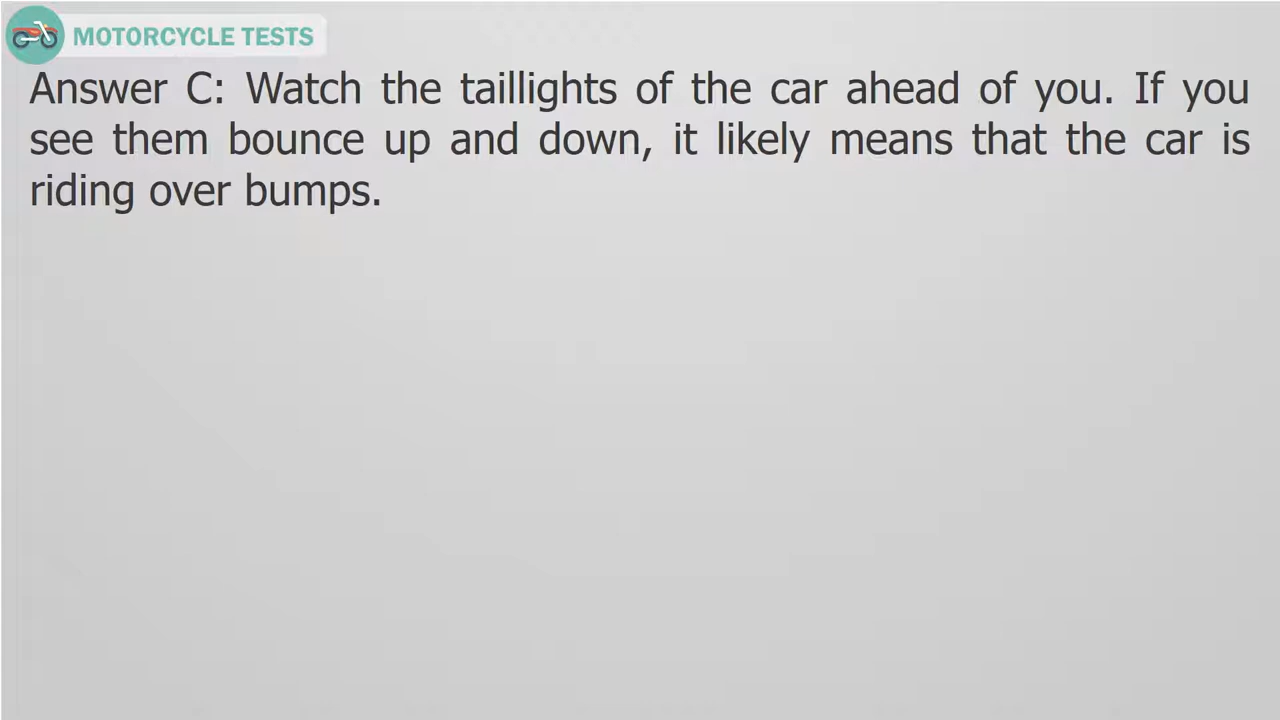 MOTORCYCLE TESTS
Answer C: Watch the taillights of the car ahead of you. If you
see them bounce up and down, it likely means that the car is
riding over bumps.